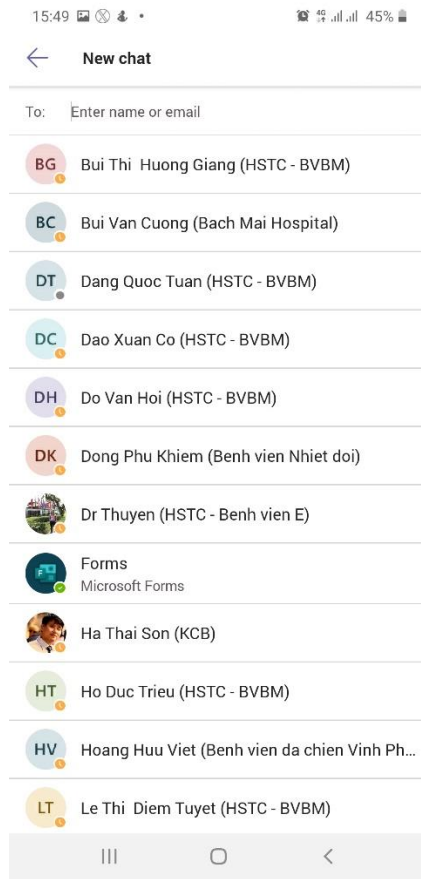 15:49 4G 45%
New chat
To: Enter name or email
BG Bui Thi Huong Giang (HSTC - BVBM)
BC Bui Van Cuong (Bach Mai Hospital)
DT Dang Quoc Tuan (HSTC - BVBM)
DC Dao Xuan Co (HSTC - BVBM)
DH Do Van Hoi (HSTC - BVBM)
DK Dong Phu Khiem (Benh vien Nhiet doi)
Dr Thuyen (HSTC - Benh vien E)
F Forms
Microsoft Forms
Ha Thai Son (KCB)
HT Ho Duc Trieu (HSTC - BVBM)
HV Hoang Huu Viet (Benh vien da chien Vinh Ph...
LT Le Thi Diem Tuyet (HSTC - BVBM)